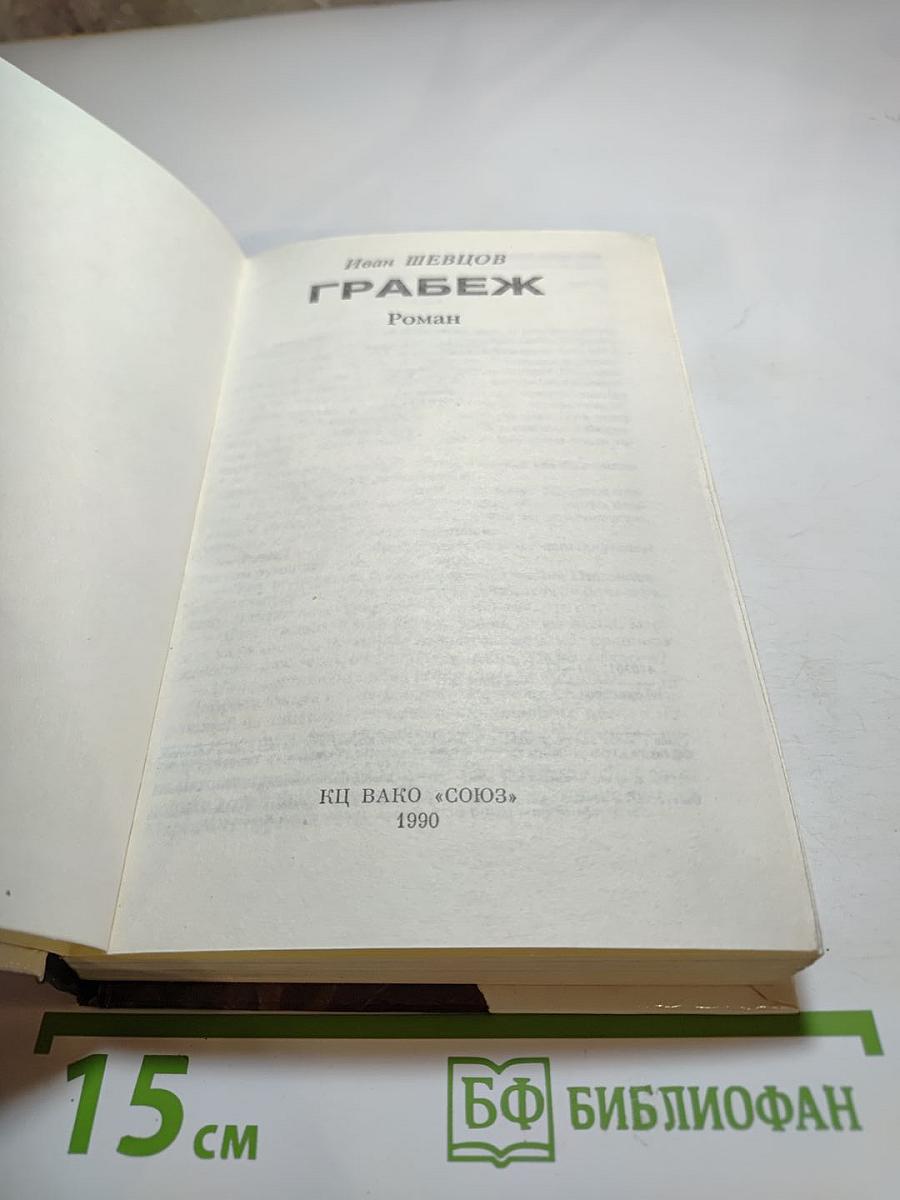 Иван ШЕВЦОВ
ГРАБЕЖ
Роман
КЦ ВАКО «СОЮЗ»
1990
15 см
БФ БИБЛИОФАН